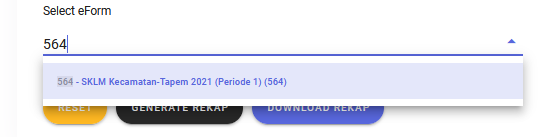 Select eForm
564
564 - SKLM Kecamatan-Tapem 2021 (Periode 1) (564)
RESET GENERATE REKAP DOWNLOAD REKAP